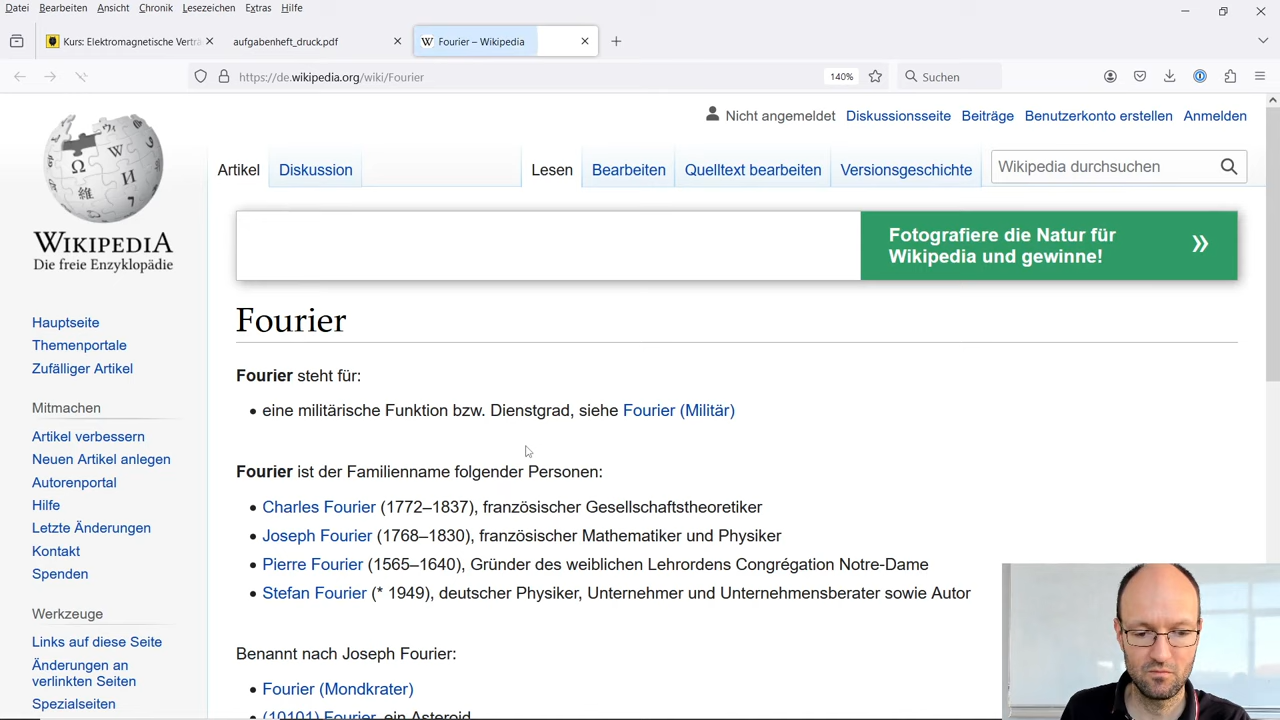 Datei Bearbeiten Ansicht Chronik Lesezeichen Extras Hilfe
Kurs: Elektromagnetische Verträ
aufgabenheft_druck.pdf
Fourier – Wikipedia
https://de.wikipedia.org/wiki/Fourier
140%
Suchen
Nicht angemeldet Diskussionsseite Beiträge Benutzerkonto erstellen Anmelden
Artikel Diskussion Lesen Bearbeiten Quelltext bearbeiten Versionsgeschichte Wikipedia durchsuchen
WIKIPEDIA
Die freie Enzyklopädie
Hauptseite
Themenportale
Zufälliger Artikel
Mitmachen
Artikel verbessern
Neuen Artikel anlegen
Autorenportal
Hilfe
Letzte Änderungen
Kontakt
Spenden
Werkzeuge
Links auf diese Seite
Änderungen an
verlinkten Seiten
Spezialseiten
Fotografiere die Natur für
Wikipedia und gewinne!
Fourier
Fourier steht für:
• eine militärische Funktion bzw. Dienstgrad, siehe Fourier (Militär)
Fourier ist der Familienname folgender Personen:
• Charles Fourier (1772–1837), französischer Gesellschaftstheoretiker
• Joseph Fourier (1768–1830), französischer Mathematiker und Physiker
• Pierre Fourier (1565–1640), Gründer des weiblichen Lehrordens Congrégation Notre-Dame
• Stefan Fourier (* 1949), deutscher Physiker, Unternehmer und Unternehmensberater sowie Autor
Benannt nach Joseph Fourier:
• Fourier (Mondkrater)
• (10101) Fourier, ein Asteroid